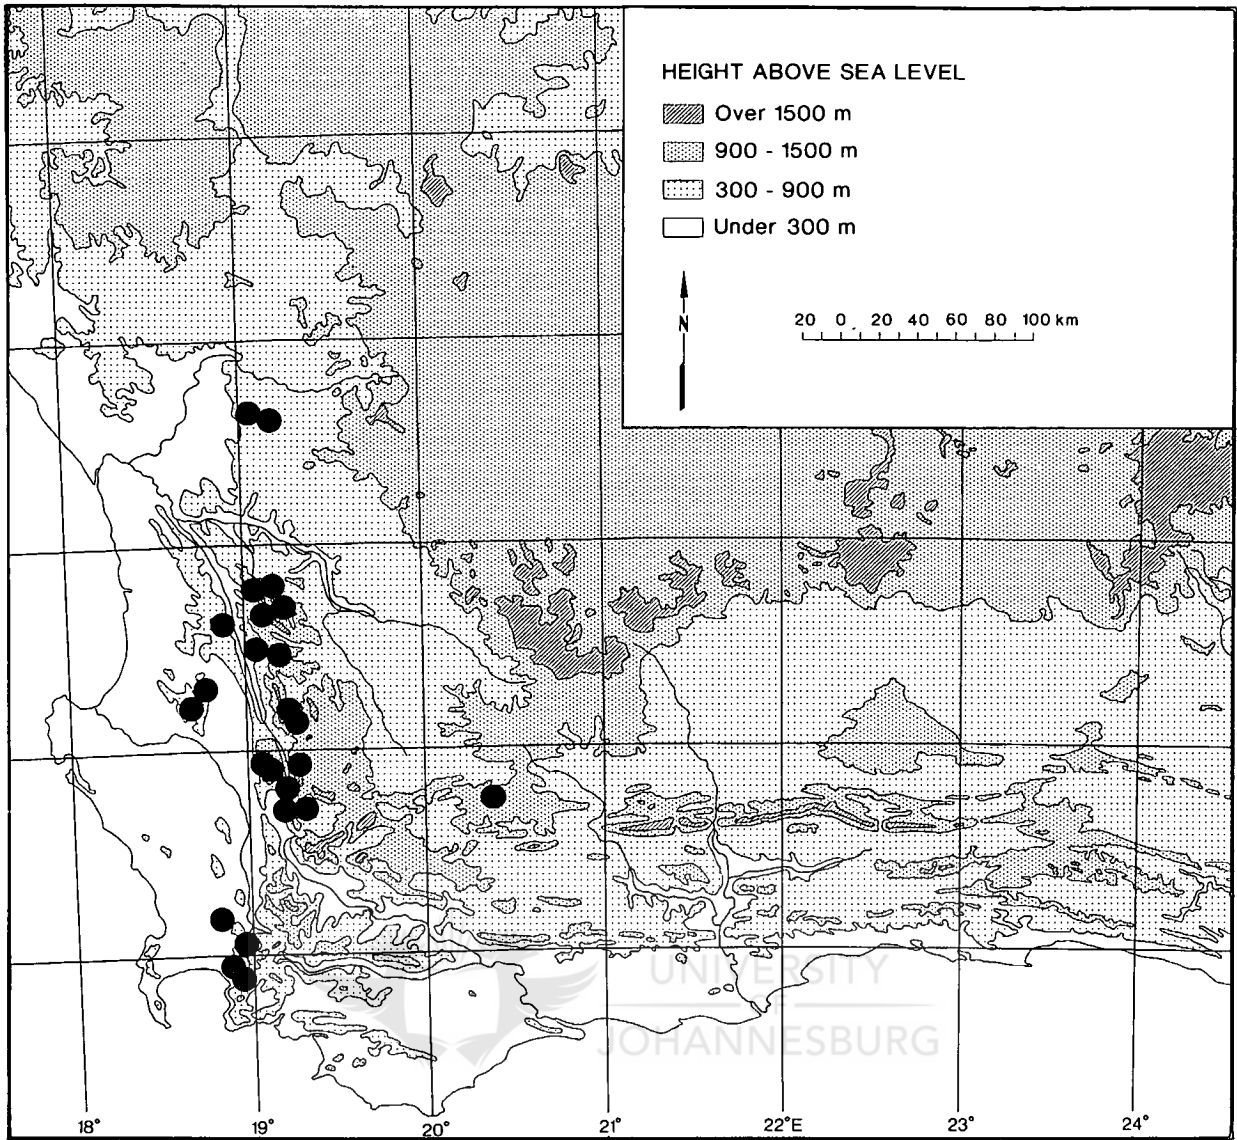 HEIGHT ABOVE SEA LEVEL
Over 1500 m
900 - 1500 m
300 - 900 m
Under 300 m
N
20 0 20 40 60 80 100 km
UNIVERSITY
OF
JOHANNESBURG
18° 19° 20° 21° 22°E 23° 24°